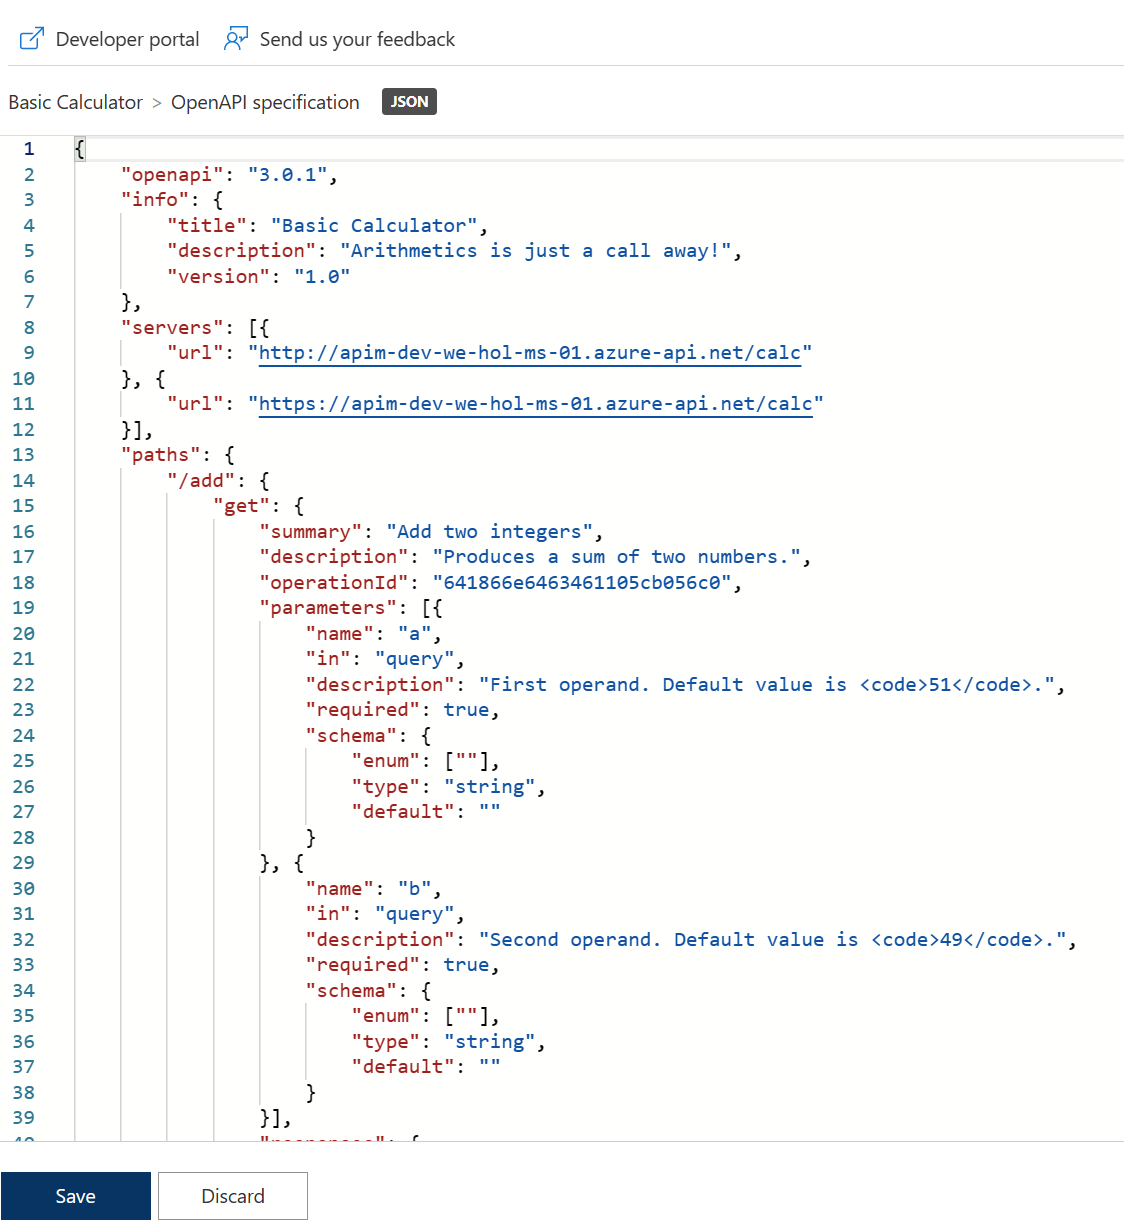 Developer portal Send us your feedback
Basic Calculator > OpenAPI specification JSON
1 {
2 "openapi": "3.0.1",
3 "info": {
4 "title": "Basic Calculator",
5 "description": "Arithmetics is just a call away!",
6 "version": "1.0"
7 },
8 "servers": [{
9 "url": "http://apim-dev-we-hol-ms-01.azure-api.net/calc"
10 }, {
11 "url": "https://apim-dev-we-hol-ms-01.azure-api.net/calc"
12 }],
13 "paths": {
14 "/add": {
15 "get": {
16 "summary": "Add two integers",
17 "description": "Produces a sum of two numbers.",
18 "operationId": "641866e6463461105cb056c0",
19 "parameters": [{
20 "name": "a",
21 "in": "query",
22 "description": "First operand. Default value is <code>51</code>.",
23 "required": true,
24 "schema": {
25 "enum": [""],
26 "type": "string",
27 "default": ""
28 }
29 }, {
30 "name": "b",
31 "in": "query",
32 "description": "Second operand. Default value is <code>49</code>.",
33 "required": true,
34 "schema": {
35 "enum": [""],
36 "type": "string",
37 "default": ""
38 }
39 }],
Save Discard